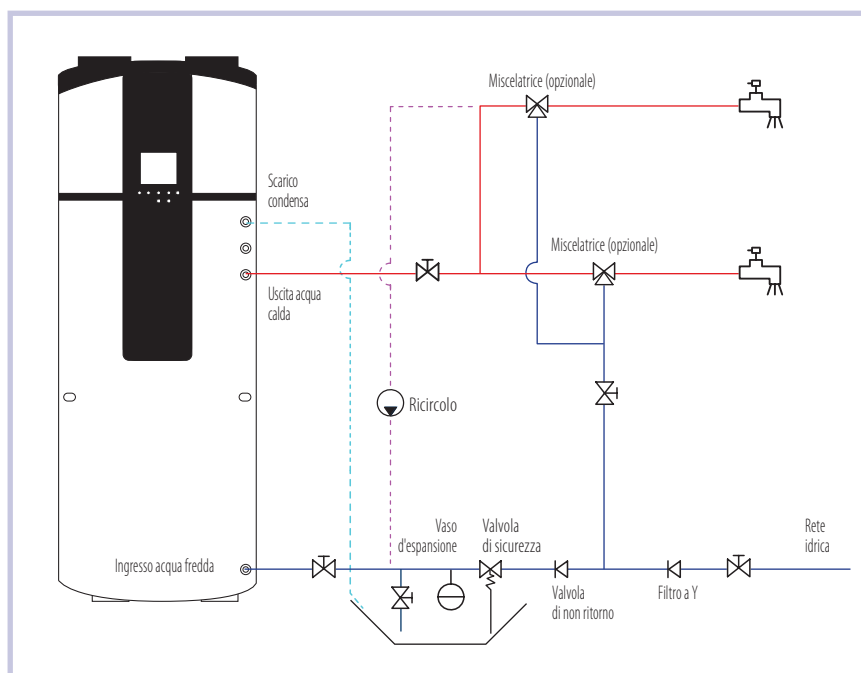 Miscelatrice (opzionale)
Scarico
condensa
Miscelatrice (opzionale)
Uscita acqua
calda
Ricircolo
Vaso
d'espansione
Valvola
di sicurezza
Rete
idrica
Ingresso acqua fredda
Valvola
di non ritorno
Filtro a Y